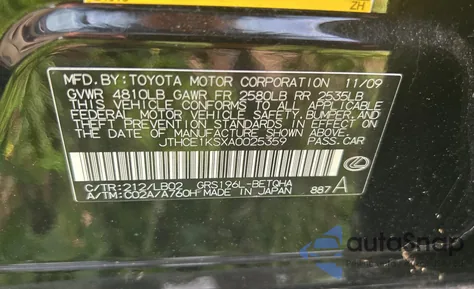 ZH
MFD.BY:TOYOTA MOTOR CORPORATION 11/09
GVWR 4810LB GAWR FR 2580LB RR 2535LB
THIS VEHICLE CONFORMS TO ALL APPLICABLE
FEDERAL MOTOR VEHICLE SAFETY,BUMPER,AND
THEFT PREVENTION STANDARDS IN EFFECT ON
THE DATE OF MANUFACTURE SHOWN ABOVE.
JTHCE1KSXA0025359 PASS.CAR
C/TR:212/LB02 GRS196L-BETQHA
A/TM:C02A/A760H MADE IN JAPAN 887 A
autoSnap